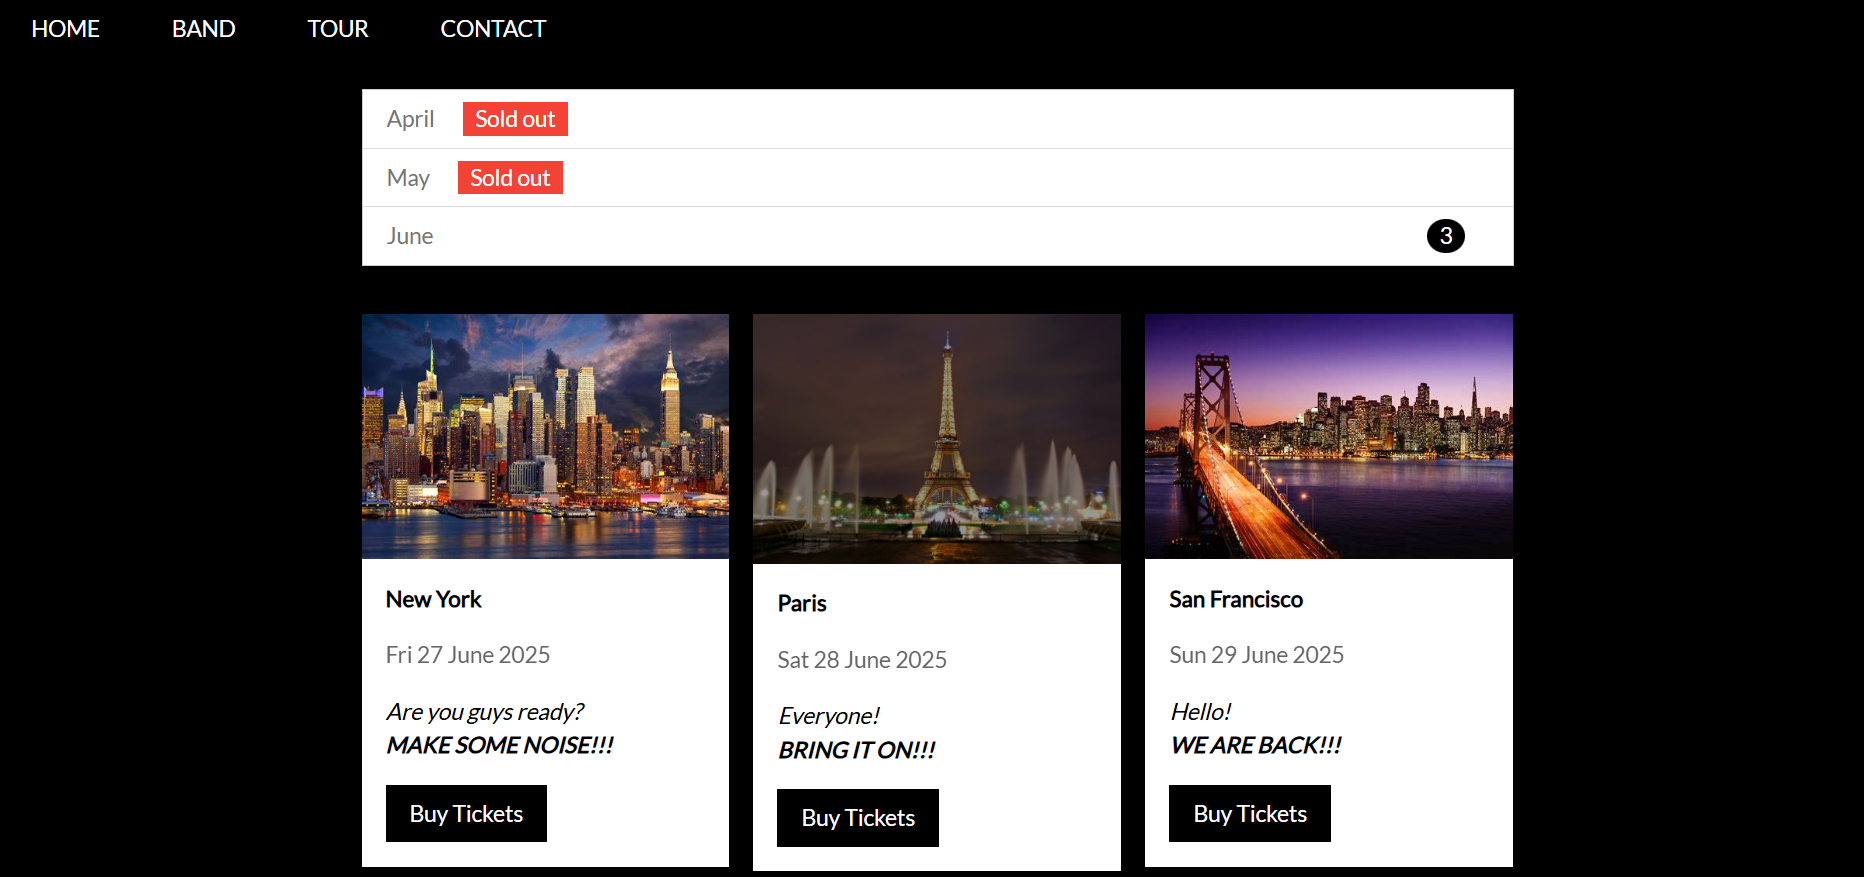 HOME BAND TOUR CONTACT
April Sold out
May Sold out
June 3
New York
Fri 27 June 2025
Are you guys ready?
MAKE SOME NOISE!!!
Buy Tickets
Paris
Sat 28 June 2025
Everyone!
BRING IT ON!!!
Buy Tickets
San Francisco
Sun 29 June 2025
Hello!
WE ARE BACK!!!
Buy Tickets